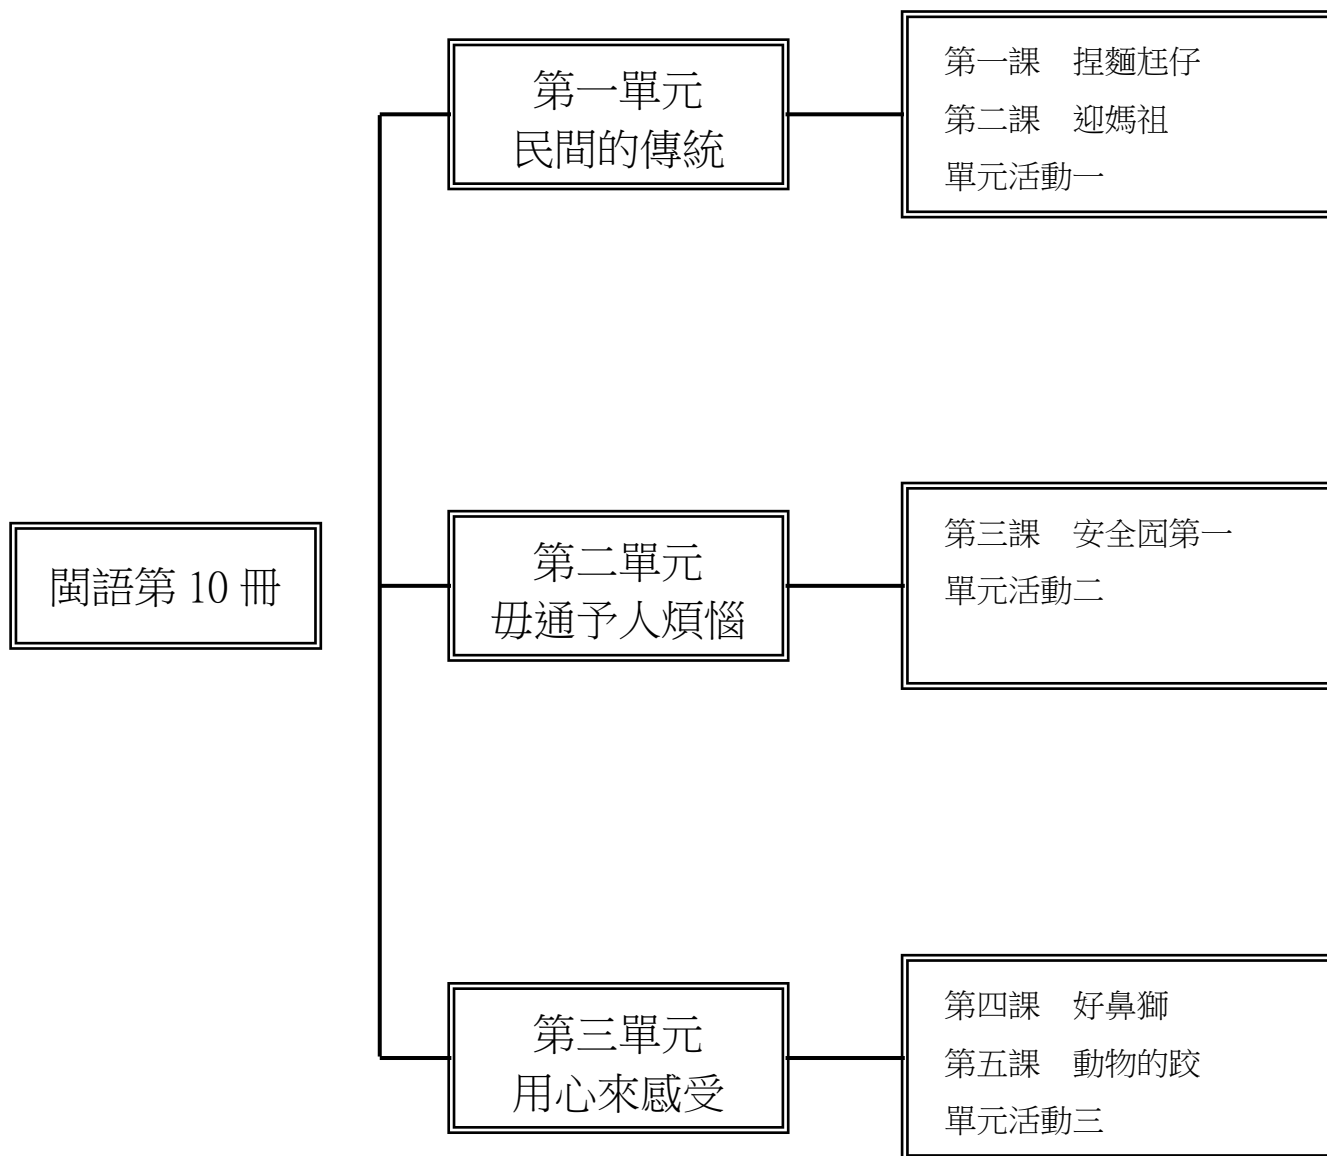 閩語第 10 冊
第一單元
民間的傳統
第一課　捏麵尪仔
第二課　迎媽祖
單元活動一
第二單元
毋通予人煩惱
第三課　安全囥第一
單元活動二
第三單元
用心來感受
第四課　好鼻獅
第五課　動物的跤
單元活動三